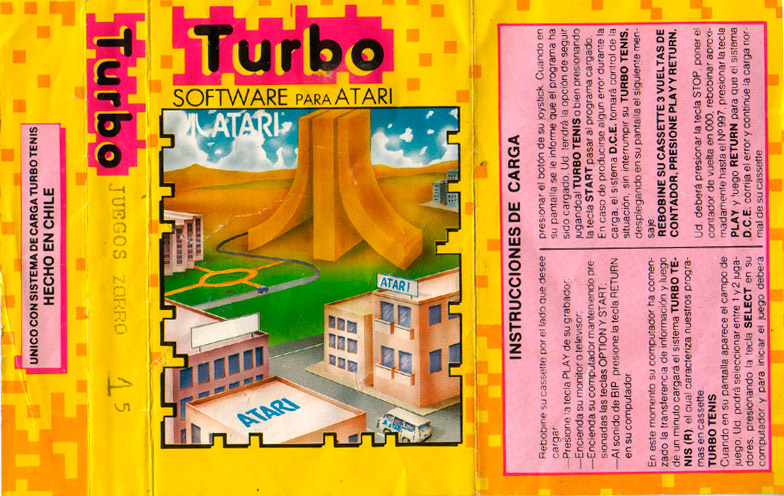 UNICO CON SISTEMA DE CARGA TURBO TENIS
HECHO EN CHILE
Turbo
JUEGOS ZORRO 15
Turbo
SOFTWARE PARA ATARI
ATARI
ATARI
ATARI
ATARI
INSTRUCCIONES DE CARGA
Rebobine su cassette por el lado que desee
cargar.
—Presione la tecla PLAY de su grabador.
—Encienda su monitor o televisor.
—Encienda su computador manteniendo pre-
sionadas las teclas OPTION Y START.
—Al sonido de BIP, presione la tecla RETURN
en su computador.
En este momento su computador ha comen-
zado la transferencia de información y luego
de un minuto cargará el sistema TURBO TE-
NIS (R), el cual caracteriza nuestros progra-
mas en cassette
TURBO TENIS
Cuando en su pantalla aparece el campo de
juego, Ud. podrá seleccionar entre 1 y 2 juga-
dores, presionando la tecla SELECT en su
computador y para iniciar el juego deberá
presionar el botón de su joystick. Cuando en
su pantalla se le informe que el programa ha
sido cargado, Ud. tendrá la opción de seguir
jugando al TURBO TENIS o bien presionando
la tecla START pasar al programa cargado.
En caso de producirse algun error durante la
carga, el sistema D.C.E. tomará control de la
situación, sin interrumpir su TURBO TENIS,
desplegando en su pantalla el siguiente men-
saje
REBOBINE SU CASSETTE 3 VUELTAS DE
CONTADOR, PRESIONE PLAY Y RETURN.
Ud. deberá presionar la tecla STOP, poner el
contador de vuelta en 000, rebobinar aproxi-
madamente hasta el Nº 997, presionar la tecla
PLAY y luego RETURN para que el sistema
D.C.E. corrija el error y continúe la carga nor-
mal de su cassette